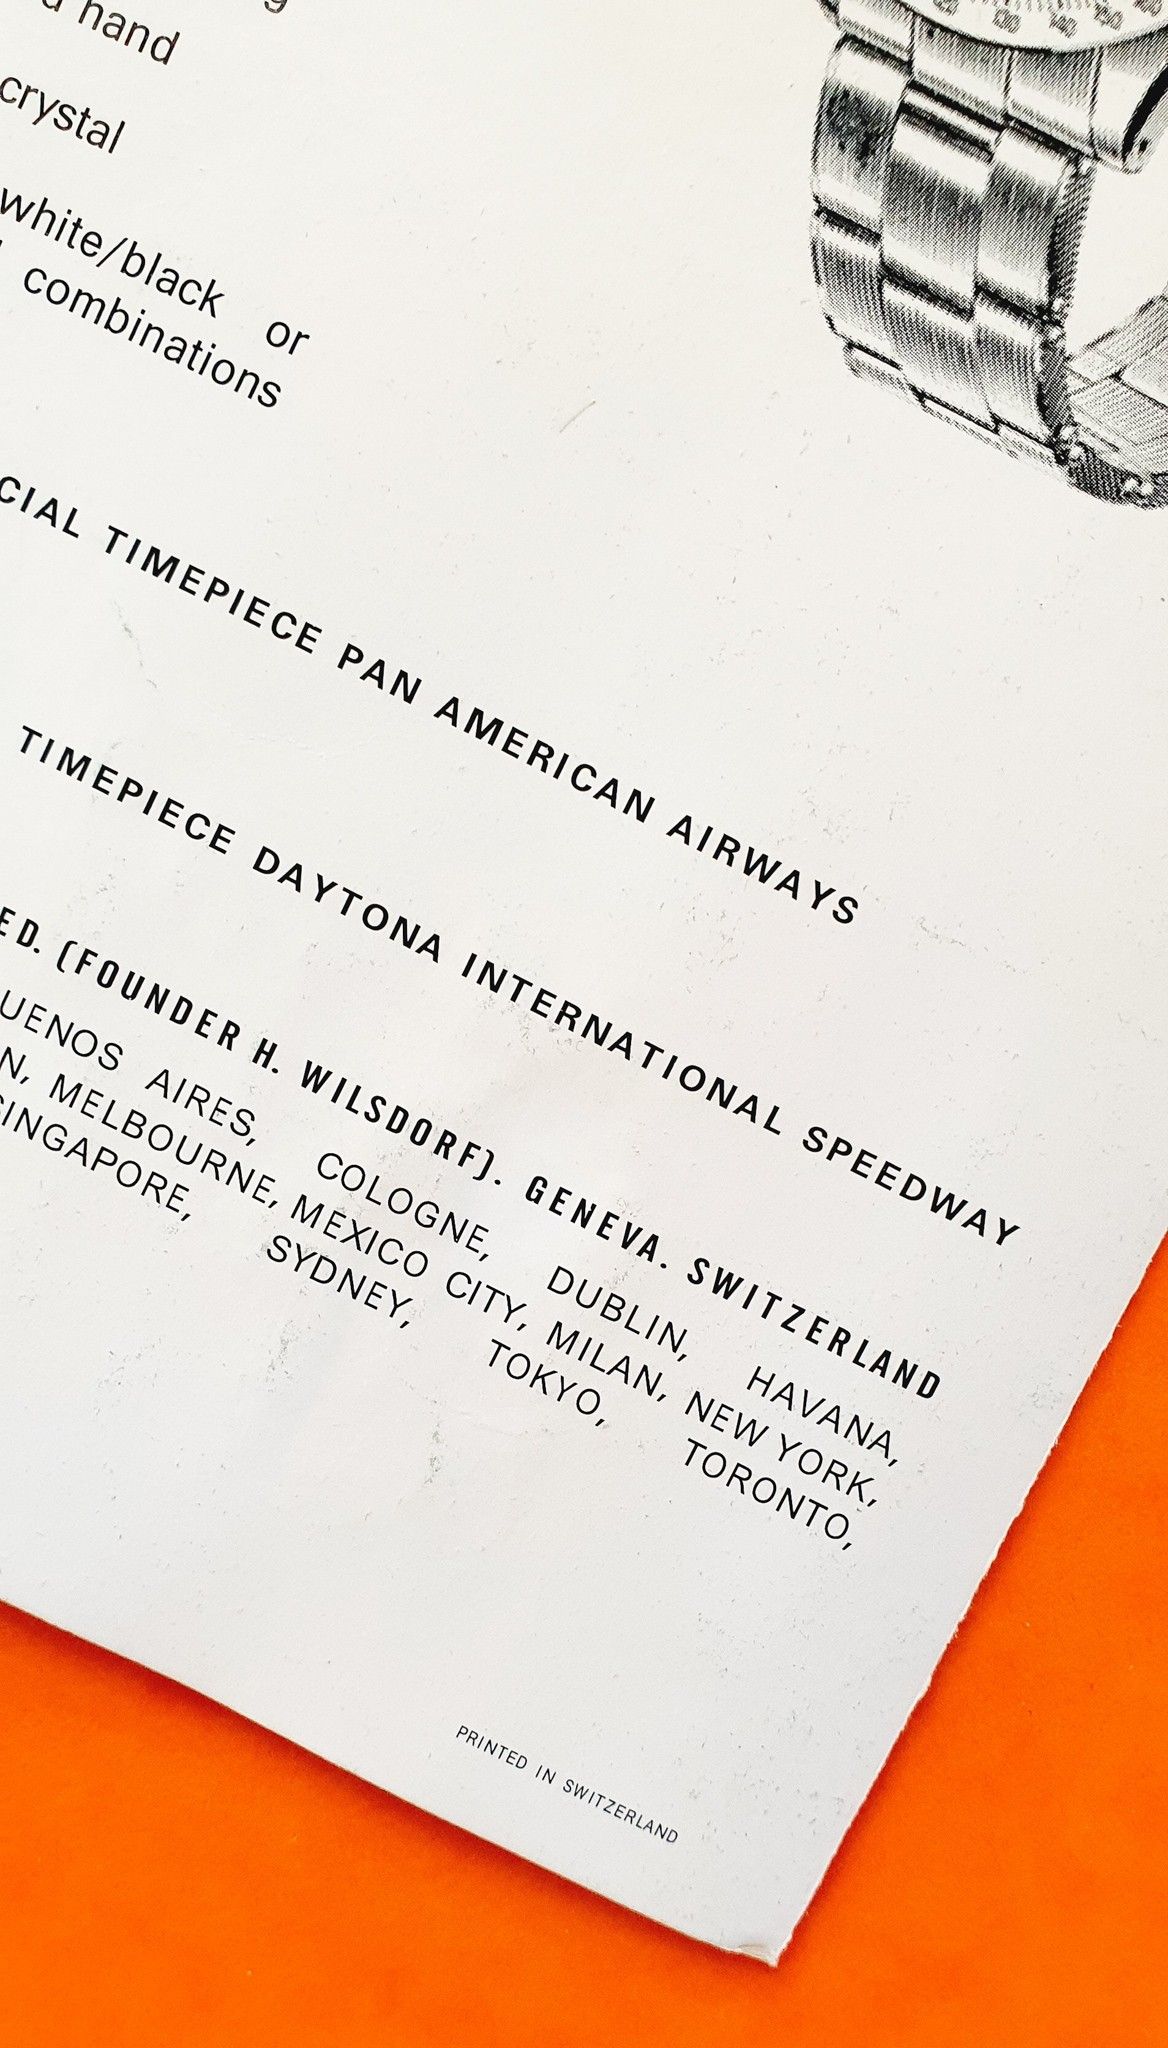 hand
crystal
white/black or
combinations
CIAL TIMEPIECE PAN AMERICAN AIRWAYS
TIMEPIECE DAYTONA INTERNATIONAL SPEEDWAY
ED. (FOUNDER H. WILSDORF). GENEVA. SWITZERLAND
UENOS AIRES, COLOGNE, DUBLIN, HAVANA,
N, MELBOURNE, MEXICO CITY, MILAN, NEW YORK,
SINGAPORE, SYDNEY, TOKYO, TORONTO,
PRINTED IN SWITZERLAND